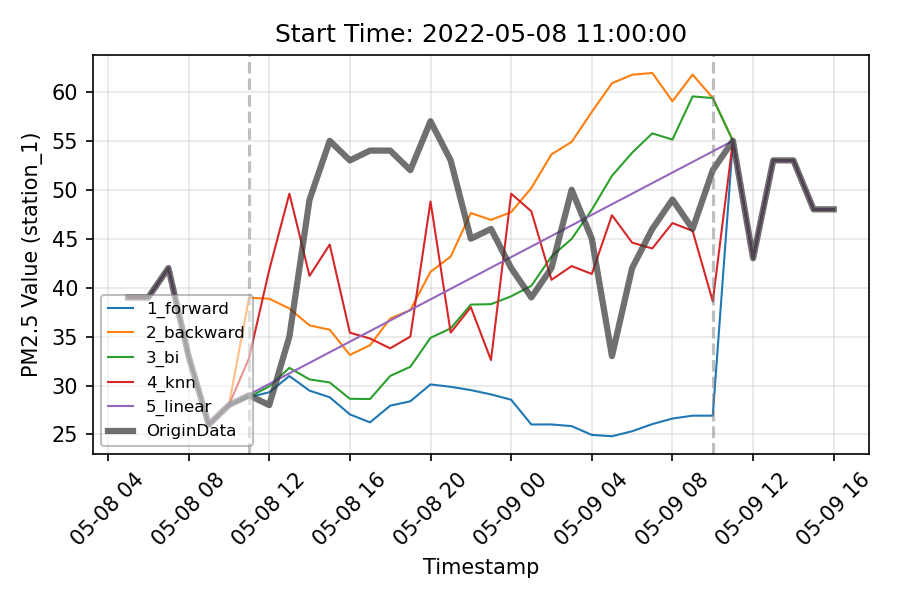 Start Time: 2022-05-08 11:00:00
PM2.5 Value (station_1)
60
55
50
45
40
35
30
25
1_forward
2_backward
3_bi
4_knn
5_linear
OriginData
05-08 04
05-08 08
05-08 12
05-08 16
05-08 20
05-09 00
05-09 04
05-09 08
05-09 12
05-09 16
Timestamp